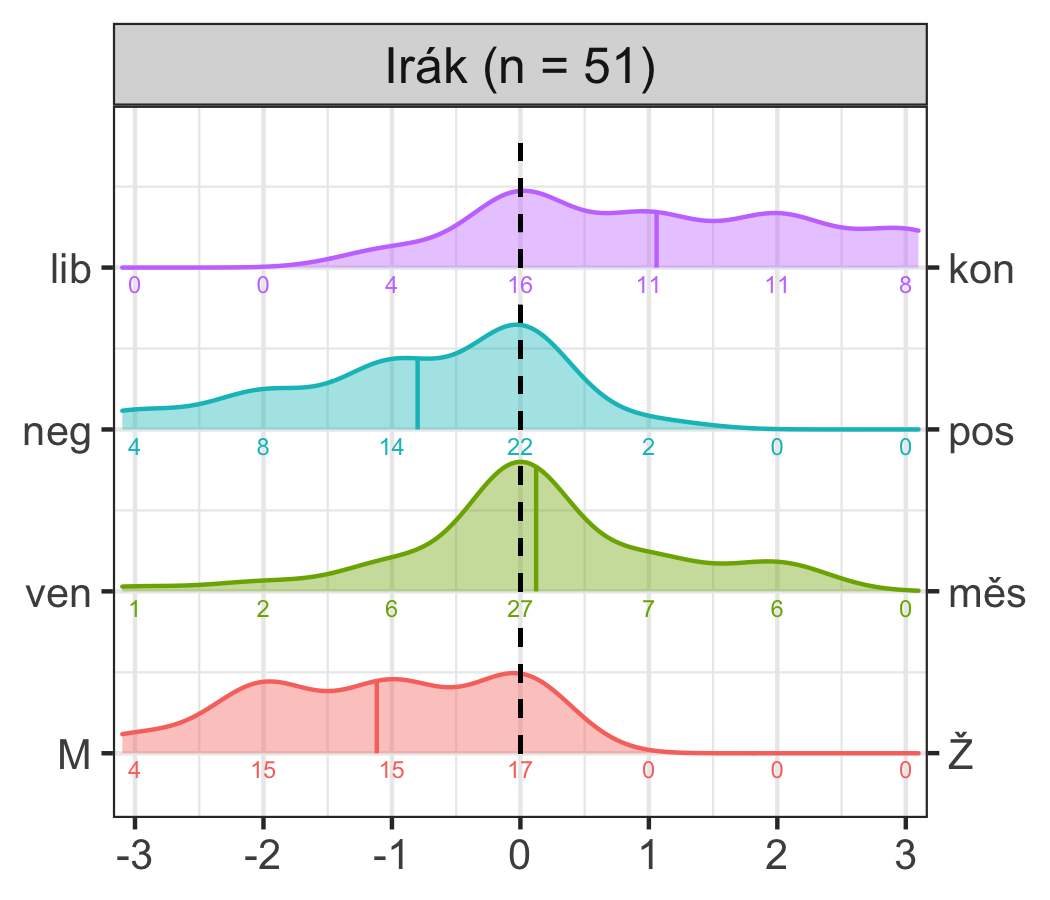 Irák (n = 51)
lib kon
0 0 4 16 11 11 8
neg pos
4 8 14 22 2 0 0
ven měs
1 2 6 27 7 6 0
M Ž
4 15 15 17 0 0 0
-3 -2 -1 0 1 2 3